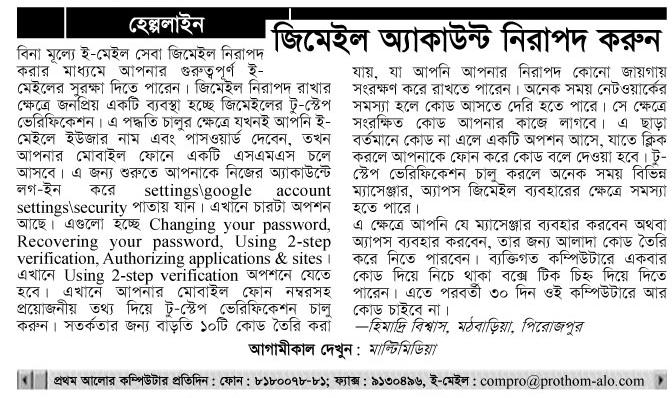 হেল্পলাইন
জিমেইল অ্যাকাউন্ট নিরাপদ করুন
বিনা মূল্যে ই-মেইল সেবা জিমেইল নিরাপদ
করার মাধ্যমে আপনার গুরুত্বপূর্ণ ই-
মেইলের সুরক্ষা দিতে পারেন। জিমেইল নিরাপদ রাখার
ক্ষেত্রে জনপ্রিয় একটি ব্যবস্থা হচ্ছে জিমেইলের টু-স্টেপ
ভেরিফিকেশন। এ পদ্ধতি চালুর ক্ষেত্রে যখনই আপনি ই-
মেইলে ইউজার নাম এবং পাসওয়ার্ড দেবেন, তখন
আপনার মোবাইল ফোনে একটি এসএমএস চলে
আসবে। এ জন্য শুরুতে আপনাকে নিজের অ্যাকাউন্টে
লগ-ইন করে settings\google account
settings\security পাতায় যান। এখানে চারটা অপশন
আছে। এগুলো হচ্ছে Changing your password,
Recovering your password, Using 2-step
verification, Authorizing applications & sites।
এখানে Using 2-step verification অপশনে যেতে
হবে। এখানে আপনার মোবাইল ফোন নম্বরসহ
প্রয়োজনীয় তথ্য দিয়ে টু-স্টেপ ভেরিফিকেশন চালু
করুন। সতর্কতার জন্য বাড়তি ১০টি কোড তৈরি করা
যায়, যা আপনি আপনার নিরাপদ কোনো জায়গায়
সংরক্ষণ করে রাখতে পারেন। অনেক সময় নেটওয়ার্কের
সমস্যা হলে কোড আসতে দেরি হতে পারে। সে ক্ষেত্রে
সংরক্ষিত কোড আপনার কাজে লাগবে। এ ছাড়া
বর্তমানে কোড না এলে একটি অপশন আসে, যাতে ক্লিক
করলে আপনাকে ফোন করে কোড বলে দেওয়া হবে। টু-
স্টেপ ভেরিফিকেশন চালু করলে অনেক সময় বিভিন্ন
ম্যাসেঞ্জার, অ্যাপস জিমেইল ব্যবহারের ক্ষেত্রে সমস্যা
হতে পারে।
এ ক্ষেত্রে আপনি যে ম্যাসেঞ্জার ব্যবহার করবেন অথবা
অ্যাপস ব্যবহার করবেন, তার জন্য আলাদা কোড তৈরি
করে নিতে পারবেন। ব্যক্তিগত কম্পিউটারে একবার
কোড দিয়ে নিচে থাকা বক্সে টিক চিহ্ন দিয়ে দিতে
পারেন। এতে পরবর্তী ৩০ দিন ওই কম্পিউটারে আর
কোড চাইবে না।
—হিমাদ্রি বিশ্বাস, মঠবাড়িয়া, পিরোজপুর
আগামীকাল দেখুন : মাল্টিমিডিয়া
প্রথম আলোর কম্পিউটার প্রতিদিন : ফোন : ৮১৮০০৭৮-৮১; ফ্যাক্স : ৯১৩০৪৯৬, ই-মেইল : compro@prothom-alo.com